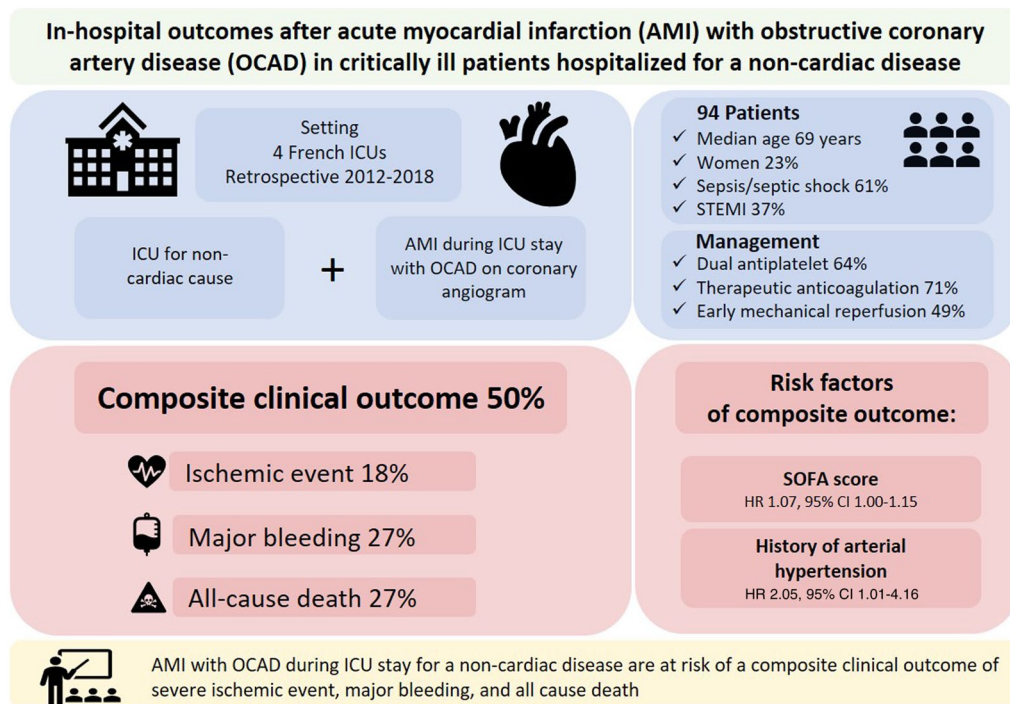 In-hospital outcomes after acute myocardial infarction (AMI) with obstructive coronary
artery disease (OCAD) in critically ill patients hospitalized for a non-cardiac disease
Setting
4 French ICUs
Retrospective 2012-2018
ICU for non-
cardiac cause
+
AMI during ICU stay
with OCAD on coronary
angiogram
94 Patients
✓ Median age 69 years
✓ Women 23%
✓ Sepsis/septic shock 61%
✓ STEMI 37%
Management
✓ Dual antiplatelet 64%
✓ Therapeutic anticoagulation 71%
✓ Early mechanical reperfusion 49%
Composite clinical outcome 50%
Ischemic event 18%
Major bleeding 27%
All-cause death 27%
Risk factors
of composite outcome:
SOFA score
HR 1.07, 95% CI 1.00-1.15
History of arterial
hypertension
HR 2.05, 95% CI 1.01-4.16
AMI with OCAD during ICU stay for a non-cardiac disease are at risk of a composite clinical outcome of
severe ischemic event, major bleeding, and all cause death